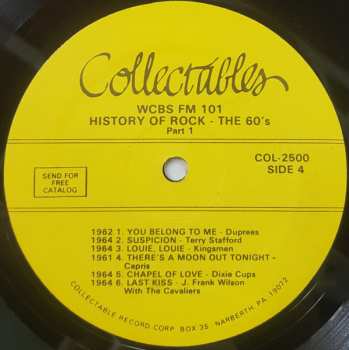 Collectables
WCBS FM 101
HISTORY OF ROCK - THE 60's
Part 1
SEND FOR
FREE
CATALOG
COL-2500
SIDE 4
1962 1. YOU BELONG TO ME - Duprees
1964 2. SUSPICION - Terry Stafford
1964 3. LOUIE, LOUIE - Kingsmen
1961 4. THERE'S A MOON OUT TONIGHT -
Capris
1964 5. CHAPEL OF LOVE - Dixie Cups
1964 6. LAST KISS - J. Frank Wilson
With The Cavaliers
COLLECTABLE RECORD CORP. BOX 35 NARBERTH, PA. 19072